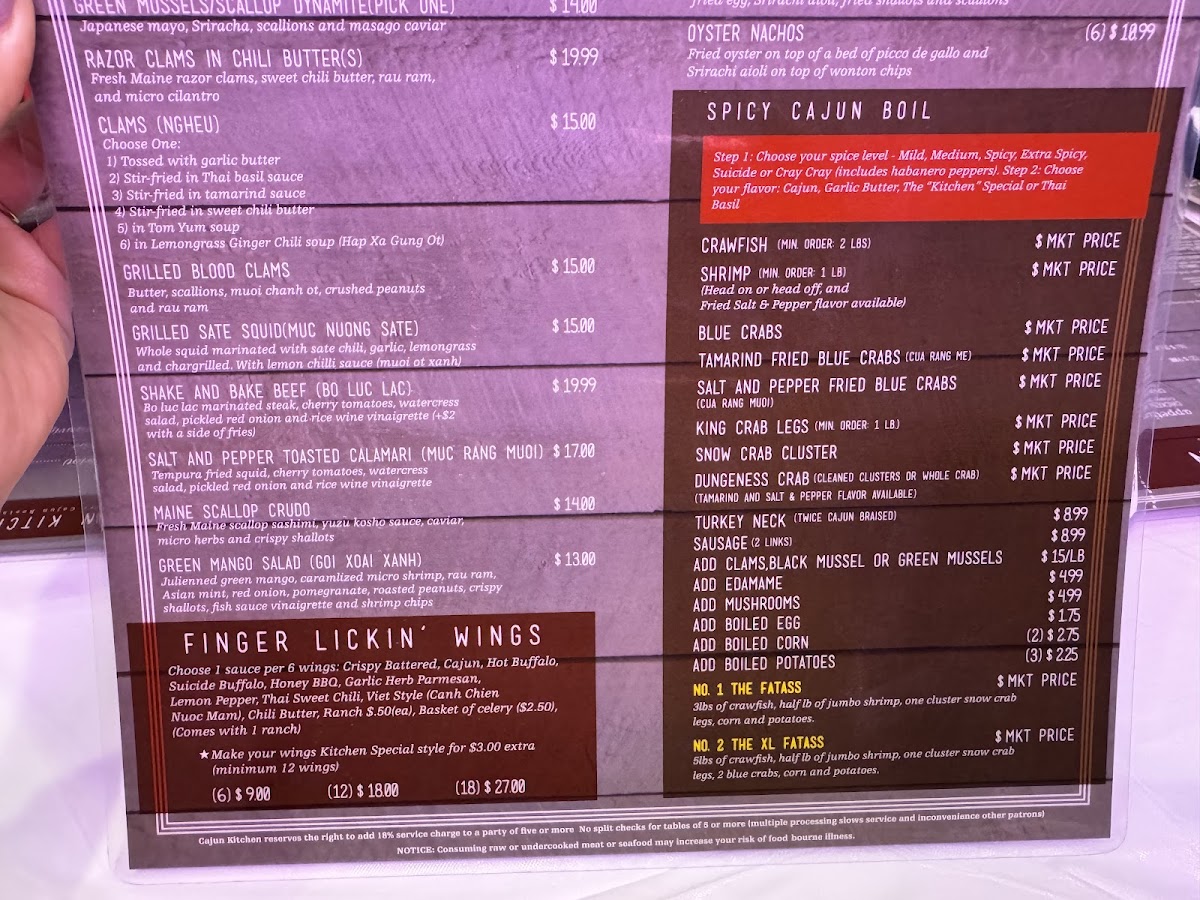 GREEN MUSSELS/SCALLOP DYNAMITE(PICK ONE) $ 14.00
Japanese mayo, Sriracha, scallions and masago caviar
RAZOR CLAMS IN CHILI BUTTER(S) $ 19.99
Fresh Maine razor clams, sweet chili butter, rau ram,
and micro cilantro
CLAMS (NGHEU) $ 15.00
Choose One:
1) Tossed with garlic butter
2) Stir-fried in Thai basil sauce
3) Stir-fried in tamarind sauce
4) Stir-fried in sweet chili butter
5) in Tom Yum soup
6) in Lemongrass Ginger Chili soup (Hap Xa Gung Ot)
GRILLED BLOOD CLAMS $ 15.00
Butter, scallions, muoi chanh ot, crushed peanuts
and rau ram
GRILLED SATE SQUID(MUC NUONG SATE) $ 15.00
Whole squid marinated with sate chili, garlic, lemongrass
and chargrilled. With lemon chilli sauce (muoi ot xanh)
SHAKE AND BAKE BEEF (BO LUC LAC) $ 19.99
Bo luc lac marinated steak, cherry tomatoes, watercress
salad, pickled red onion and rice wine vinaigrette (+$2
with a side of fries)
SALT AND PEPPER TOASTED CALAMARI (MUC RANG MUOI) $ 17.00
Tempura fried squid, cherry tomatoes, watercress
salad, pickled red onion and rice wine vinaigrette
MAINE SCALLOP CRUDO $ 14.00
Fresh Maine scallop sashimi, yuzu kosho sauce, caviar,
micro herbs and crispy shallots
GREEN MANGO SALAD (GOI XOAI XANH) $ 13.00
Julienned green mango, caramlized micro shrimp, rau ram,
Asian mint, red onion, pomegranate, roasted peanuts, crispy
shallots, fish sauce vinaigrette and shrimp chips
FINGER LICKIN' WINGS
Choose 1 sauce per 6 wings: Crispy Battered, Cajun, Hot Buffalo,
Suicide Buffalo, Honey BBQ, Garlic Herb Parmesan,
Lemon Pepper, Thai Sweet Chili, Viet Style (Canh Chien
Nuoc Mam), Chili Butter, Ranch $.50(ea), Basket of celery ($2.50),
(Comes with 1 ranch)
★Make your wings Kitchen Special style for $3.00 extra
(minimum 12 wings)
(6) $ 9.00 (12) $ 18.00 (18) $ 27.00
fried egg, Sriracha aioli, fried shallots and scallions
OYSTER NACHOS (6) $ 18.99
Fried oyster on top of a bed of picco de gallo and
Srirachi aioli on top of wonton chips
SPICY CAJUN BOIL
Step 1: Choose your spice level - Mild, Medium, Spicy, Extra Spicy,
Suicide or Cray Cray (includes habanero peppers). Step 2: Choose
your flavor: Cajun, Garlic Butter, The "Kitchen" Special or Thai
Basil
CRAWFISH (MIN. ORDER: 2 LBS) $ MKT PRICE
SHRIMP (MIN. ORDER: 1 LB) $ MKT PRICE
(Head on or head off, and
Fried Salt & Pepper flavor available)
BLUE CRABS $ MKT PRICE
TAMARIND FRIED BLUE CRABS (CUA RANG ME) $ MKT PRICE
SALT AND PEPPER FRIED BLUE CRABS $ MKT PRICE
(CUA RANG MUOI)
KING CRAB LEGS (MIN. ORDER: 1 LB) $ MKT PRICE
SNOW CRAB CLUSTER $ MKT PRICE
DUNGENESS CRAB (CLEANED CLUSTERS OR WHOLE CRAB) $ MKT PRICE
(TAMARIND AND SALT & PEPPER FLAVOR AVAILABLE)
TURKEY NECK (TWICE CAJUN BRAISED) $ 8.99
SAUSAGE (2 LINKS) $ 8.99
ADD CLAMS,BLACK MUSSEL OR GREEN MUSSELS $ 15/LB
ADD EDAMAME $ 4.99
ADD MUSHROOMS $ 4.99
ADD BOILED EGG $ 1.75
ADD BOILED CORN (2) $ 2.75
ADD BOILED POTATOES (3) $ 2.25
NO. 1 THE FATASS $ MKT PRICE
3lbs of crawfish, half lb of jumbo shrimp, one cluster snow crab
legs, corn and potatoes.
NO. 2 THE XL FATASS $ MKT PRICE
5lbs of crawfish, half lb of jumbo shrimp, one cluster snow crab
legs, 2 blue crabs, corn and potatoes.
Cajun Kitchen reserves the right to add 18% service charge to a party of five or more No split checks for tables of 5 or more (multiple processing slows service and inconvenience other patrons)
NOTICE: Consuming raw or undercooked meat or seafood may increase your risk of food bourne illness.